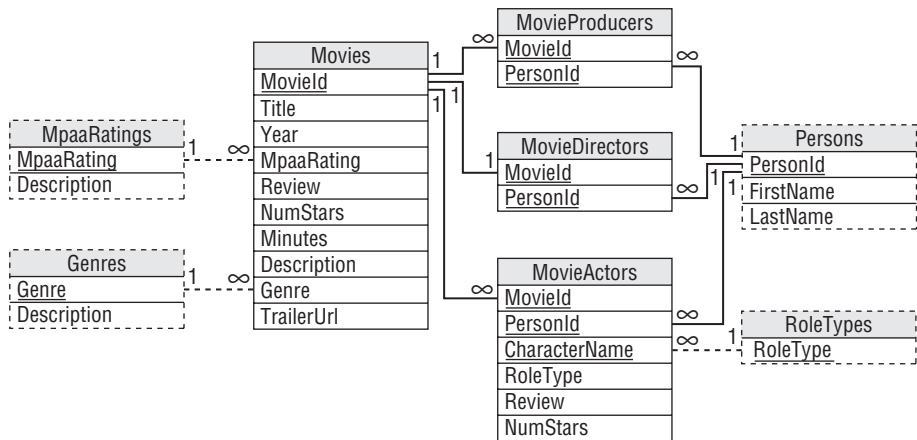 MpaaRatings
MpaaRating
Description
1
∞
Genres
Genre
Description
1
∞
Movies
MovieId
Title
Year
MpaaRating
Review
NumStars
Minutes
Description
Genre
TrailerUrl
1
1
1
∞
MovieProducers
MovieId
PersonId
∞
1
MovieDirectors
MovieId
PersonId
∞
∞
MovieActors
MovieId
PersonId
CharacterName
RoleType
Review
NumStars
∞
∞
1
1
1
Persons
PersonId
FirstName
LastName
1
RoleTypes
RoleType